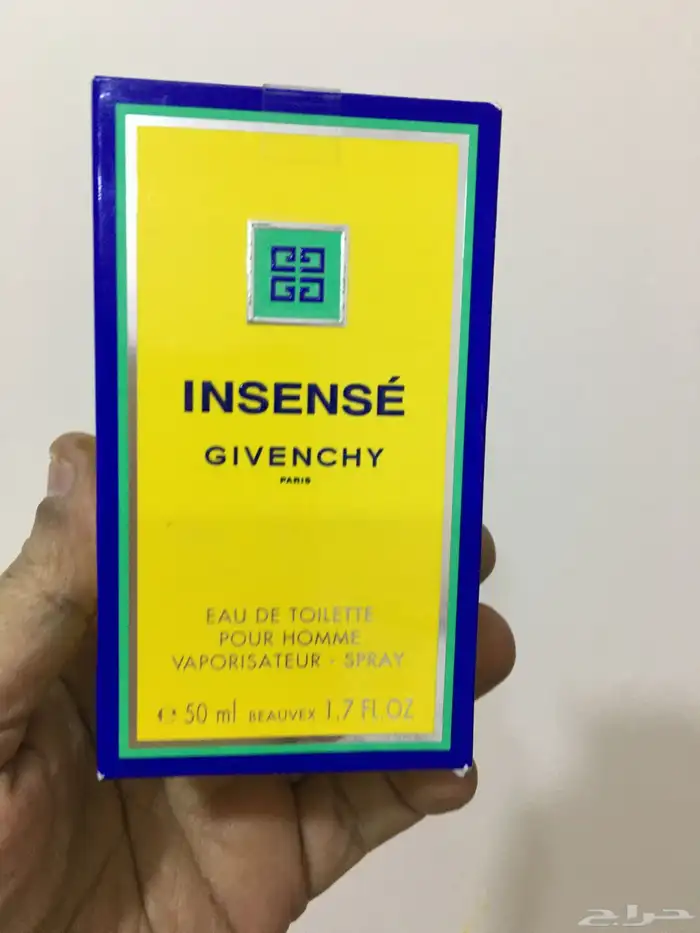 INSENSÉ
GIVENCHY
PARIS
EAU DE TOILETTE
POUR HOMME
VAPORISATEUR - SPRAY
℮ 50 ml BEAUVEX 1.7 FL.OZ
حراج